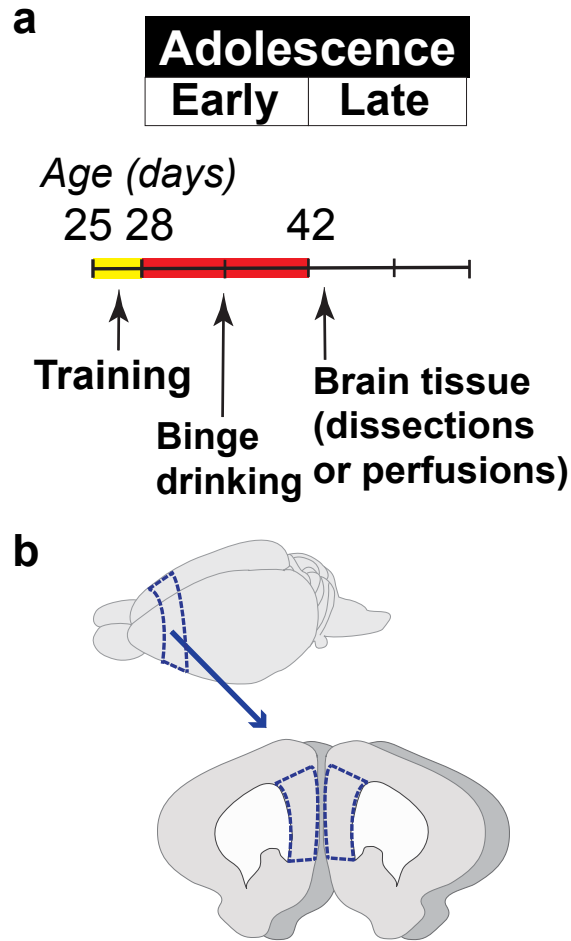 a
Adolescence
Early Late
Age (days)
25 28 42
Training
Binge
drinking
Brain tissue
(dissections
or perfusions)
b